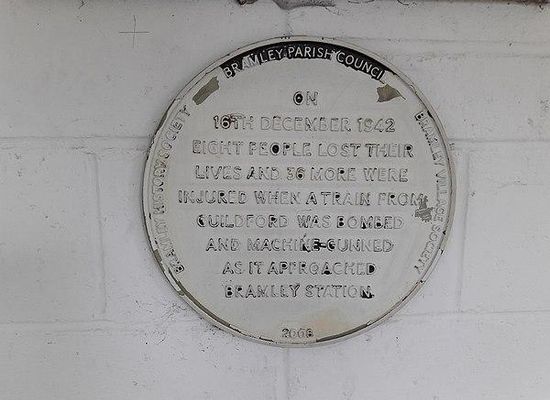 BRAMLEY PARISH COUNCIL
BRAMLEY HISTORY SOCIETY
BRAMLEY VILLAGE SOCIETY
ON
16TH DECEMBER 1942
EIGHT PEOPLE LOST THEIR
LIVES AND 36 MORE WERE
INJURED WHEN A TRAIN FROM
GUILDFORD WAS BOMBED
AND MACHINE-GUNNED
AS IT APPROACHED
BRAMLEY STATION.
2008